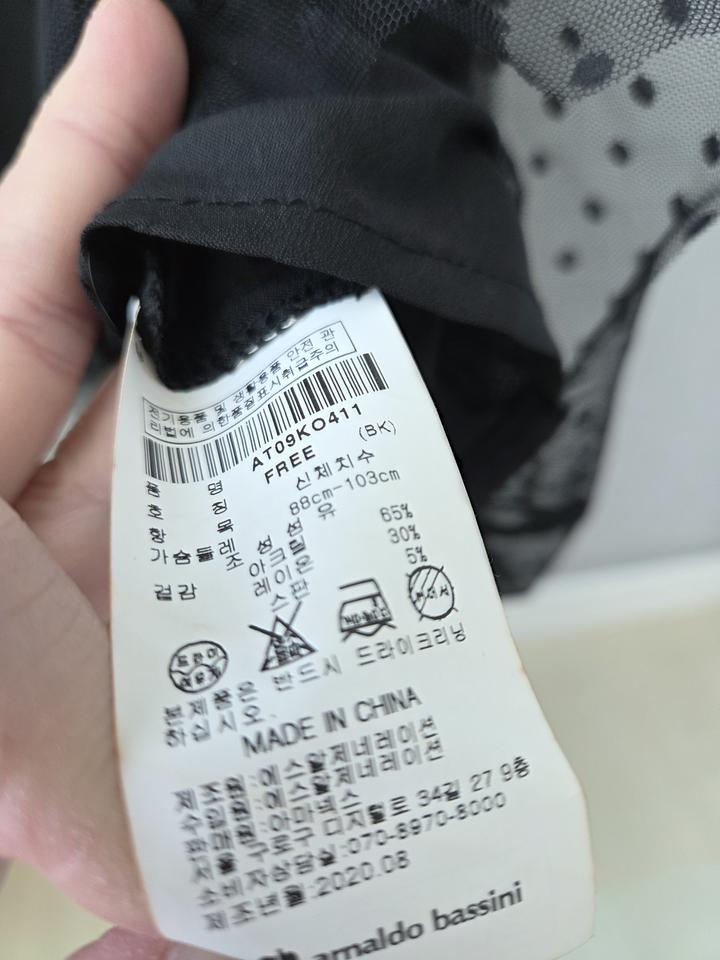 전기용품 및 생활용품 안전 관
리법에 의한품질표시취급주의
AT09KO411
품 명 FREE (BK)
호 칭 신체치수
항 목 88cm-103cm
가슴둘레
조 성 섬 유
겉감 아크릴 65%
레이온 30%
스판 5%
드라이
본제품은 반드시 드라이크리닝
하십시오.
MADE IN CHINA
제조원:에스알제네레이션
수입원:에스알제네레이션
판매원:아마넥스
서울 구로구 디지털로 34길 27 9층
소비자상담실:070-8970-8000
제조년월:2020.08
arnaldo bassini